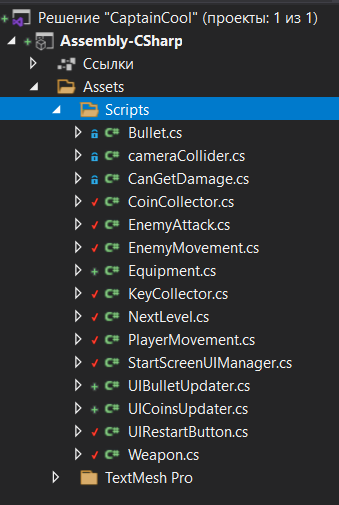 Решение "CaptainCool" (проекты: 1 из 1)
Assembly-CSharp
Ссылки
Assets
Scripts
C# Bullet.cs
C# cameraCollider.cs
C# CanGetDamage.cs
C# CoinCollector.cs
C# EnemyAttack.cs
C# EnemyMovement.cs
C# Equipment.cs
C# KeyCollector.cs
C# NextLevel.cs
C# PlayerMovement.cs
C# StartScreenUIManager.cs
C# UIBulletUpdater.cs
C# UICoinsUpdater.cs
C# UIRestartButton.cs
C# Weapon.cs
TextMesh Pro